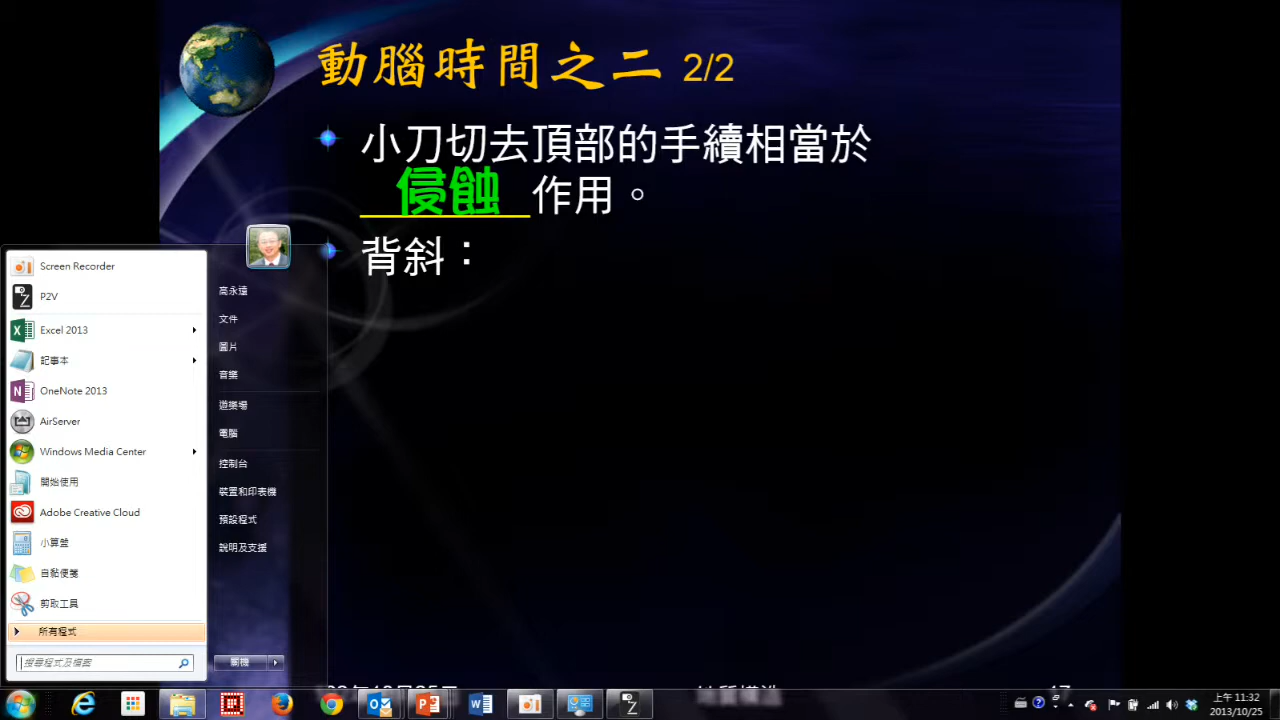 動腦時間之二 2/2
小刀切去頂部的手續相當於
侵蝕作用。
背斜：
Screen Recorder
P2V
Excel 2013
記事本
OneNote 2013
AirServer
Windows Media Center
開始使用
Adobe Creative Cloud
小算盤
自黏便箋
剪取工具
所有程式
搜尋程式及檔案
高永遠
文件
圖片
音樂
遊樂場
電腦
控制台
裝置和印表機
預設程式
說明及支援
關機
上午 11:32
2013/10/25